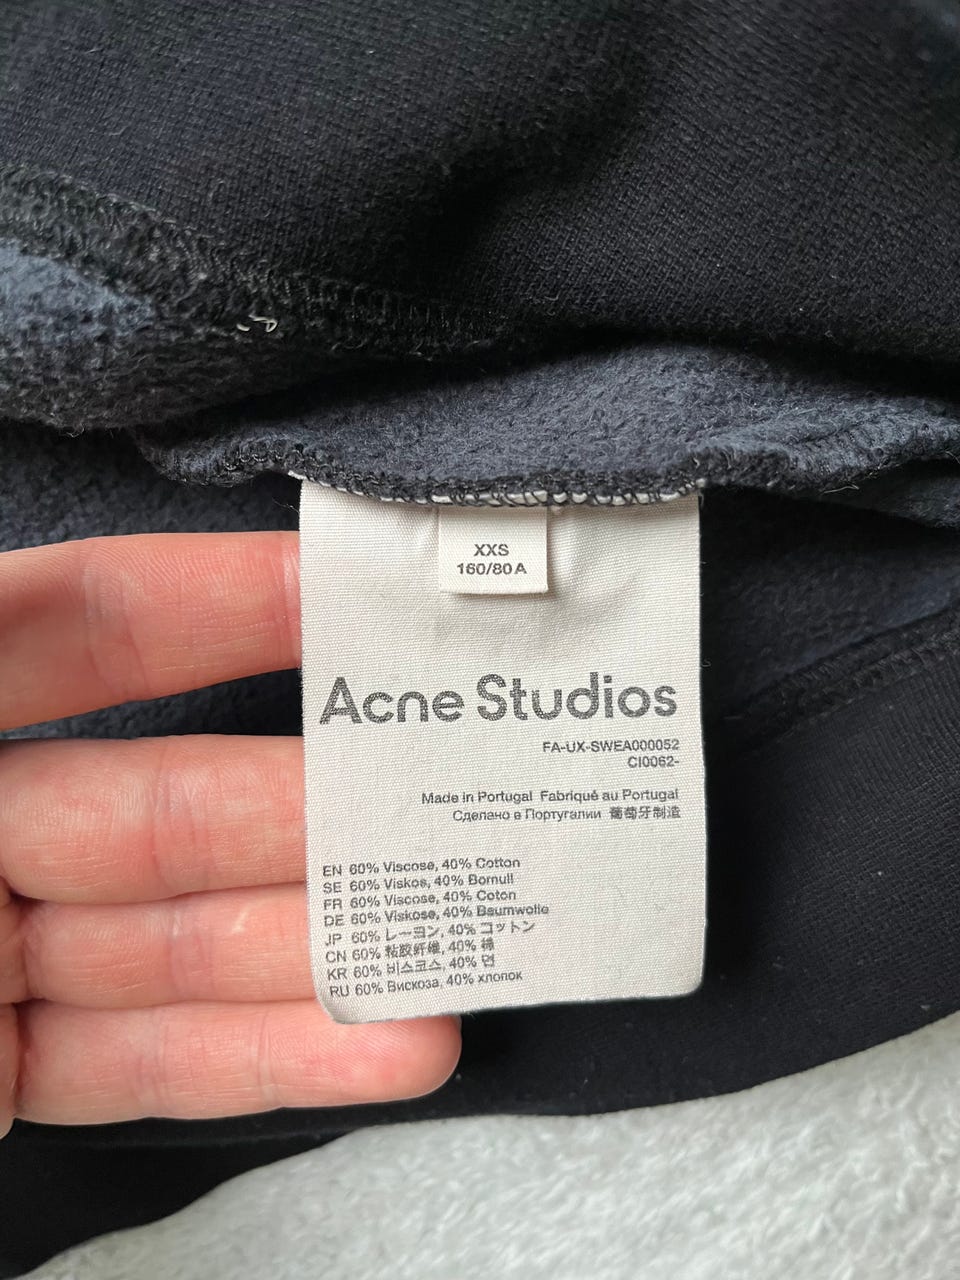 XXS
160/80A
Acne Studios
FA-UX-SWEA000052
CI0062-
Made in Portugal Fabriqué au Portugal
Сделано в Португалии 葡萄牙制造
EN 60% Viscose, 40% Cotton
SE 60% Viskos, 40% Bomull
FR 60% Viscose, 40% Coton
DE 60% Viskose, 40% Baumwolle
JP 60% レーヨン, 40% コットン
CN 60% 粘胶纤维, 40% 棉
KR 60% 비스코스, 40% 면
RU 60% Вискоза, 40% хлопок